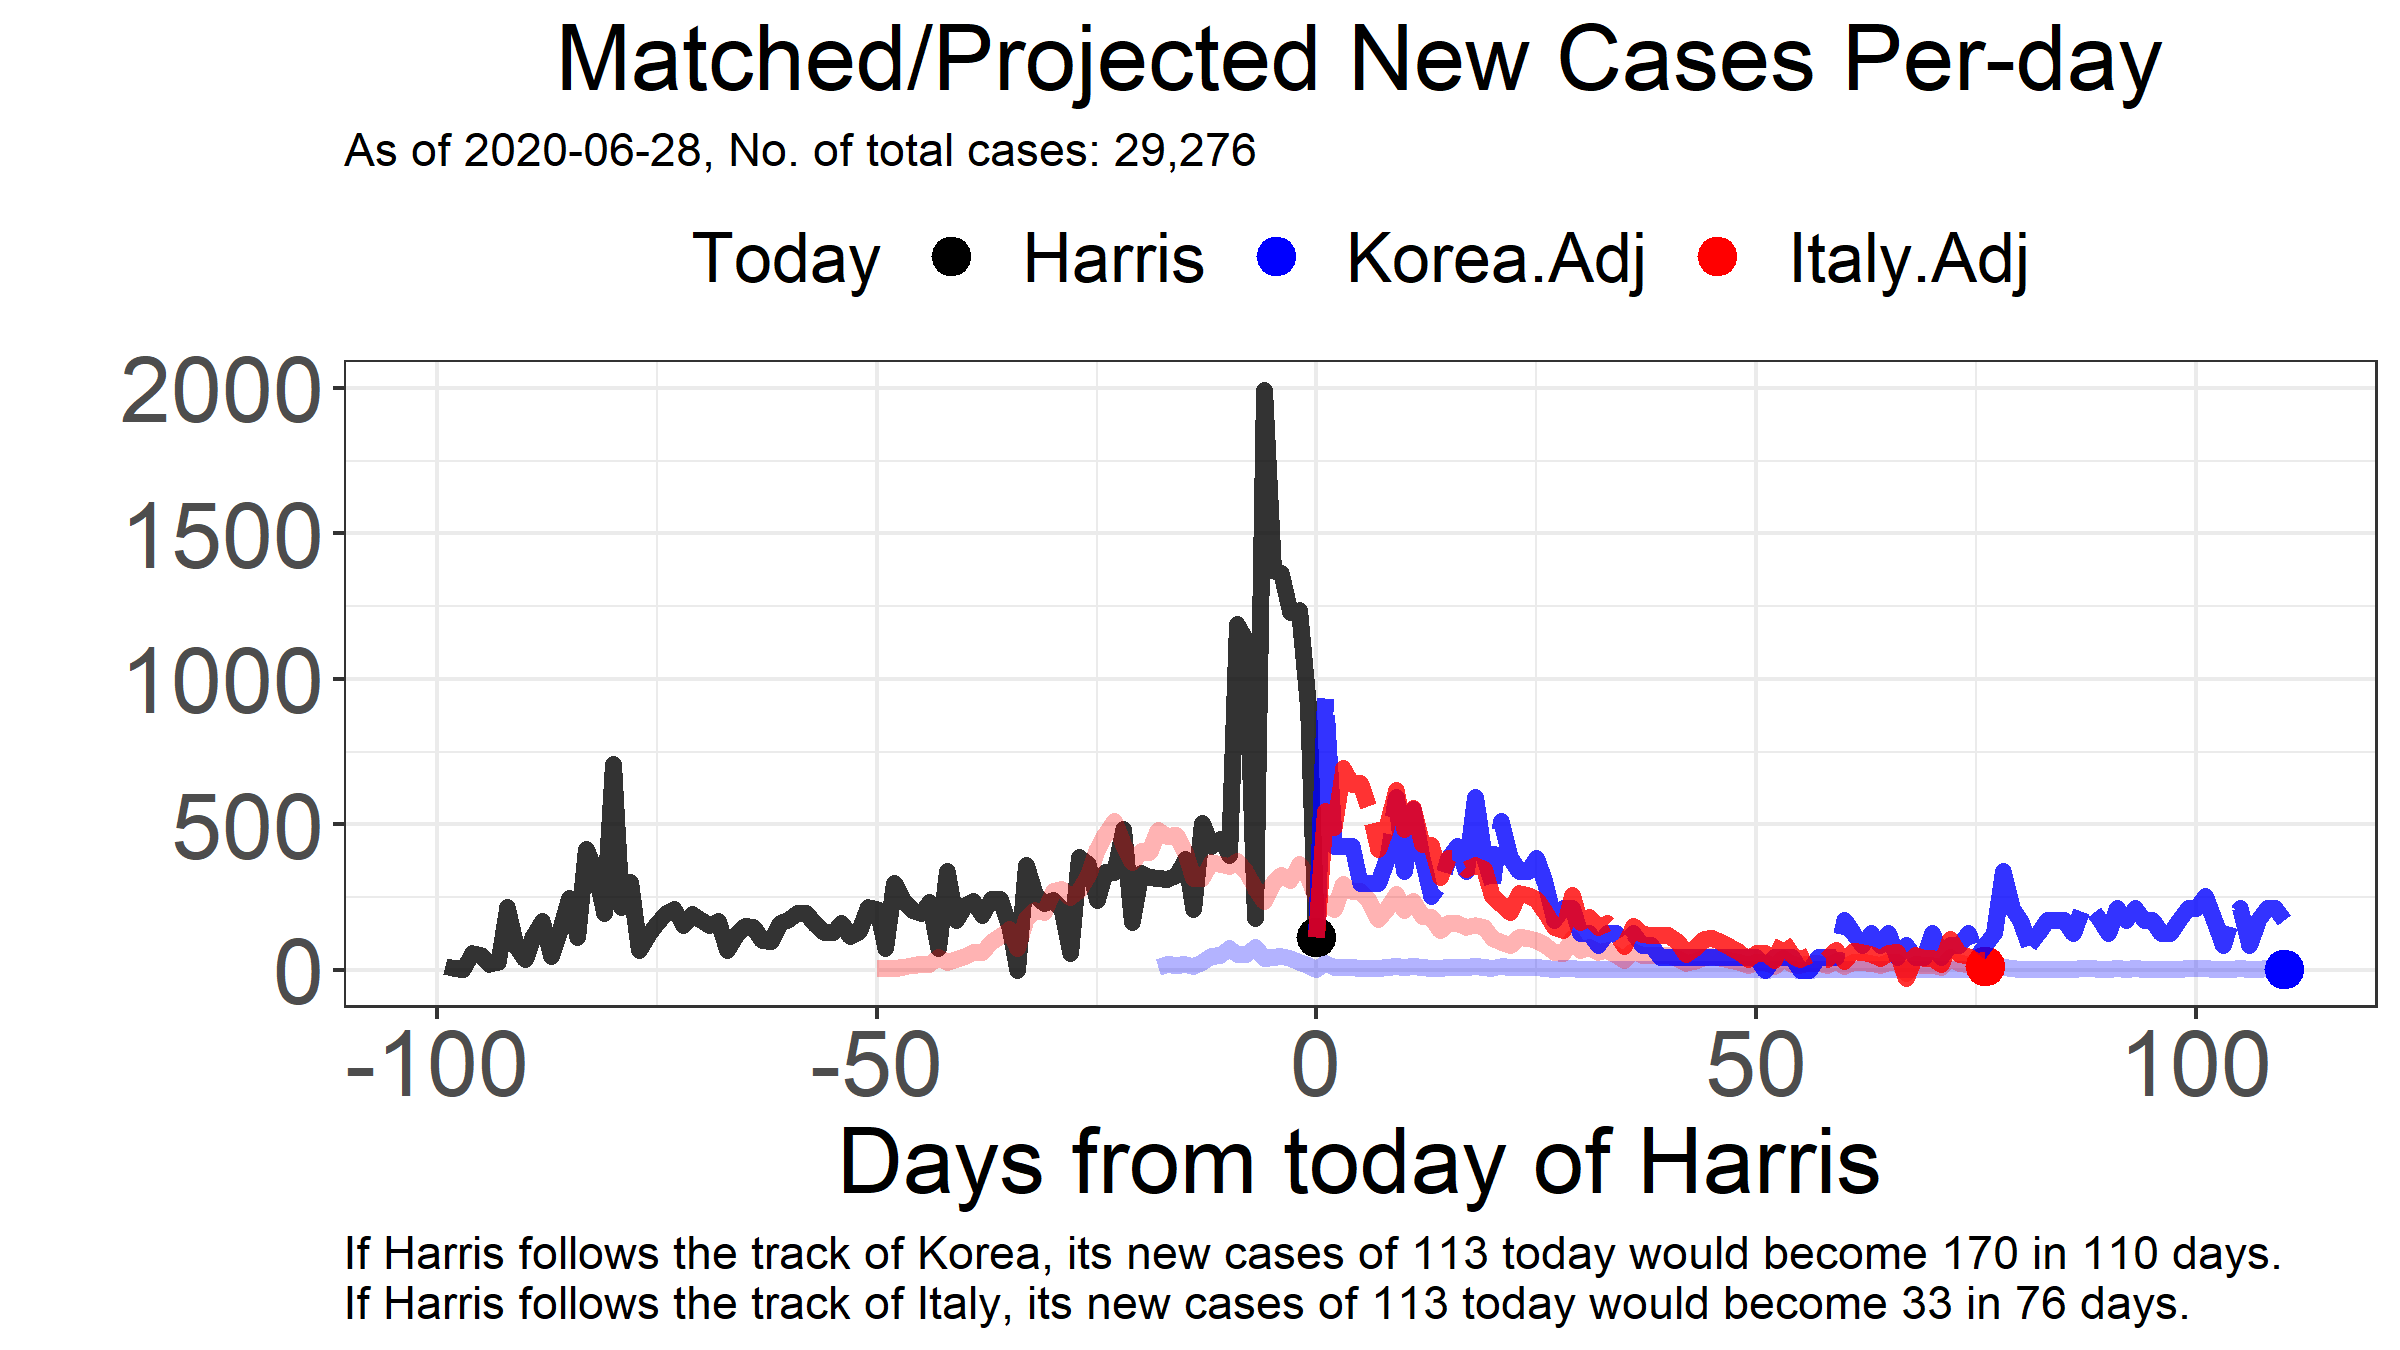 Matched/Projected New Cases Per-day
As of 2020-06-28, No. of total cases: 29,276
Today Harris Korea.Adj Italy.Adj
2000
1500
1000
500
0
-100 -50 0 50 100
Days from today of Harris
If Harris follows the track of Korea, its new cases of 113 today would become 170 in 110 days.
If Harris follows the track of Italy, its new cases of 113 today would become 33 in 76 days.